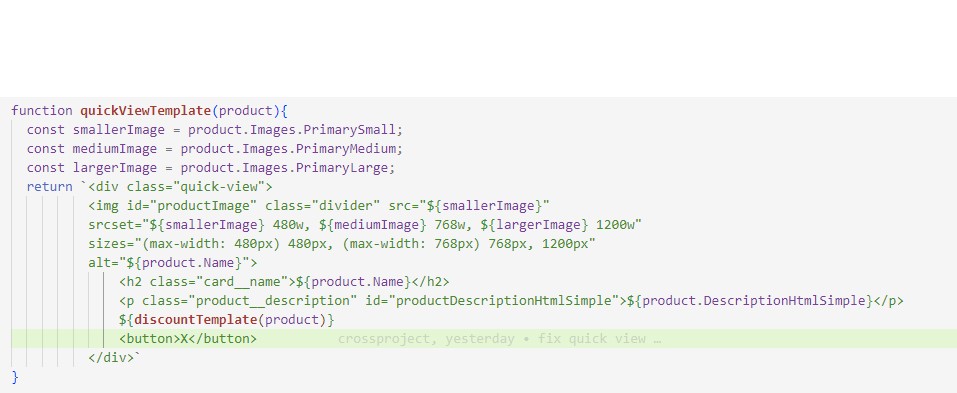 function quickViewTemplate(product){
const smallerImage = product.Images.PrimarySmall;
const mediumImage = product.Images.PrimaryMedium;
const largerImage = product.Images.PrimaryLarge;
return `<div class="quick-view">
<img id="productImage" class="divider" src="${smallerImage}"
srcset="${smallerImage} 480w, ${mediumImage} 768w, ${largerImage} 1200w"
sizes="(max-width: 480px) 480px, (max-width: 768px) 768px, 1200px"
alt="${product.Name}">
<h2 class="card__name">${product.Name}</h2>
<p class="product__description" id="productDescriptionHtmlSimple">${product.DescriptionHtmlSimple}</p>
${discountTemplate(product)}
<button>X</button> crossproject, yesterday • fix quick view …
</div>`
}